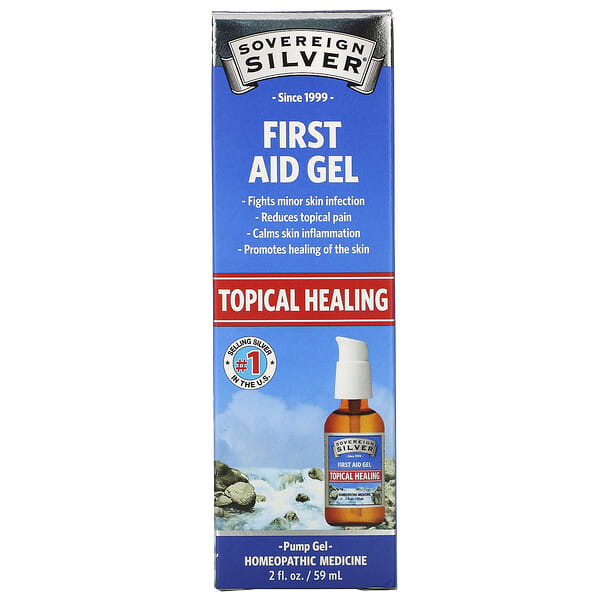 SOVEREIGN
SILVER®
- Since 1999 -
FIRST
AID GEL
- Fights minor skin infection
- Reduces topical pain
- Calms skin inflammation
- Promotes healing of the skin
TOPICAL HEALING
SELLING SILVER
#1
IN THE U.S.
SOVEREIGN
SILVER
- Since 1999 -
FIRST AID GEL
TOPICAL HEALING
HOMEOPATHIC MEDICINE
- Pump Gel -
HOMEOPATHIC MEDICINE
2 fl. oz. / 59 mL